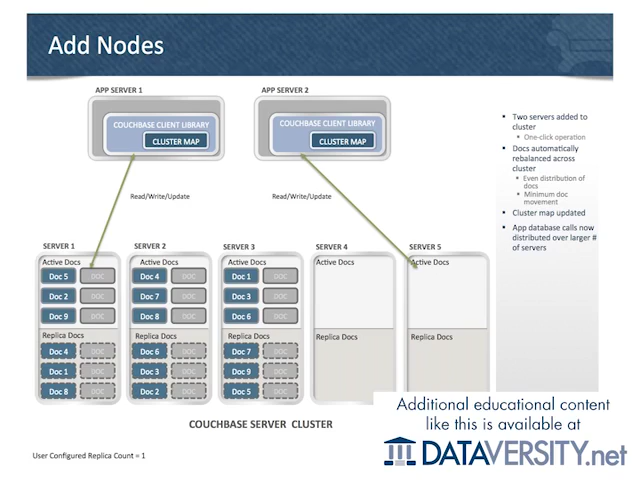 Add Nodes
APP SERVER 1
APP SERVER 2
COUCHBASE CLIENT LIBRARY
CLUSTER MAP
COUCHBASE CLIENT LIBRARY
CLUSTER MAP
Read/Write/Update
Read/Write/Update
• Two servers added to
cluster
• One-click operation
• Docs automatically
rebalanced across
cluster
• Even distribution of
docs
• Minimum doc
movement
• Cluster map updated
• App database calls now
distributed over larger #
of servers
SERVER 1
Active Docs
Doc 5 DOC
Doc 2 DOC
Doc 9 DOC
Replica Docs
Doc 4 DOC
Doc 1 DOC
Doc 8 DOC
SERVER 2
Active Docs
Doc 4 DOC
Doc 7 DOC
Doc 8 DOC
Replica Docs
Doc 6 DOC
Doc 3 DOC
Doc 2 DOC
SERVER 3
Active Docs
Doc 1 DOC
Doc 3 DOC
Doc 6 DOC
Replica Docs
Doc 7 DOC
Doc 9 DOC
Doc 5 DOC
SERVER 4
Active Docs
Replica Docs
SERVER 5
Active Docs
Replica Docs
COUCHBASE SERVER CLUSTER
User Configured Replica Count = 1
Additional educational content
like this is available at
DATAVERSITY.net